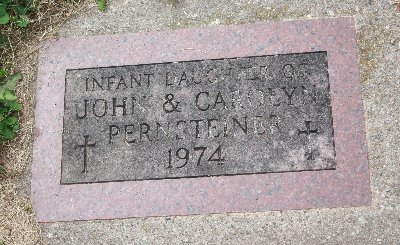 INFANT DAUGHTER OF
JOHN & CAROLYN
PERNSTEINER
1974